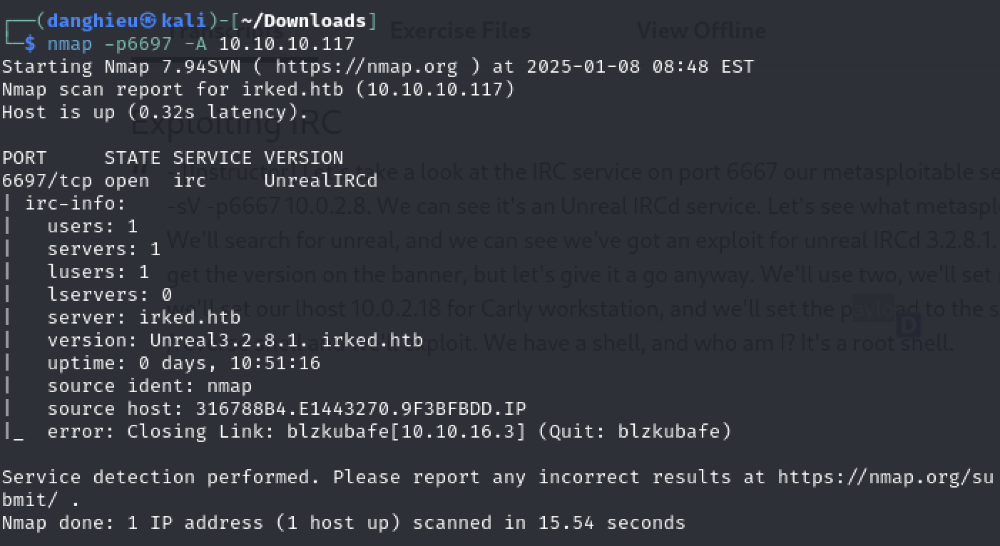 ┌──(danghieu㉿kali)-[~/Downloads]
Transcripts Exercise Files View Offline
└─$ nmap -p6697 -A 10.10.10.117
Starting Nmap 7.94SVN ( https://nmap.org ) at 2025-01-08 08:48 EST
Nmap scan report for irked.htb (10.10.10.117)
Host is up (0.32s latency).
Exploiting IRC
PORT     STATE SERVICE VERSION
- [Instructor] Let's take a look at the IRC service on port 6667 our metasploitable se
6697/tcp open  irc     UnrealIRCd
| irc-info:
-sV -p6667 10.0.2.8. We can see it's an Unreal IRCd service. Let's see what metaspl
|   users: 1
We'll search for unreal, and we can see we've got an exploit for unreal IRCd 3.2.8.1.
|   servers: 1
|   lusers: 1
get the version on the banner, but let's give it a go anyway. We'll use two, we'll set
|   lservers: 0
we'll set our lhost 10.0.2.18 for Carly workstation, and we'll set the payload to the s
|   server: irked.htb
D
|   version: Unreal3.2.8.1. irked.htb
reverse shell and we'll exploit. We have a shell, and who am I? It's a root shell.
|   uptime: 0 days, 10:51:16
|   source ident: nmap
|   source host: 316788B4.E1443270.9F3BFBDD.IP
|_  error: Closing Link: blzkubafe[10.10.16.3] (Quit: blzkubafe)
Service detection performed. Please report any incorrect results at https://nmap.org/su
bmit/ .
Nmap done: 1 IP address (1 host up) scanned in 15.54 seconds